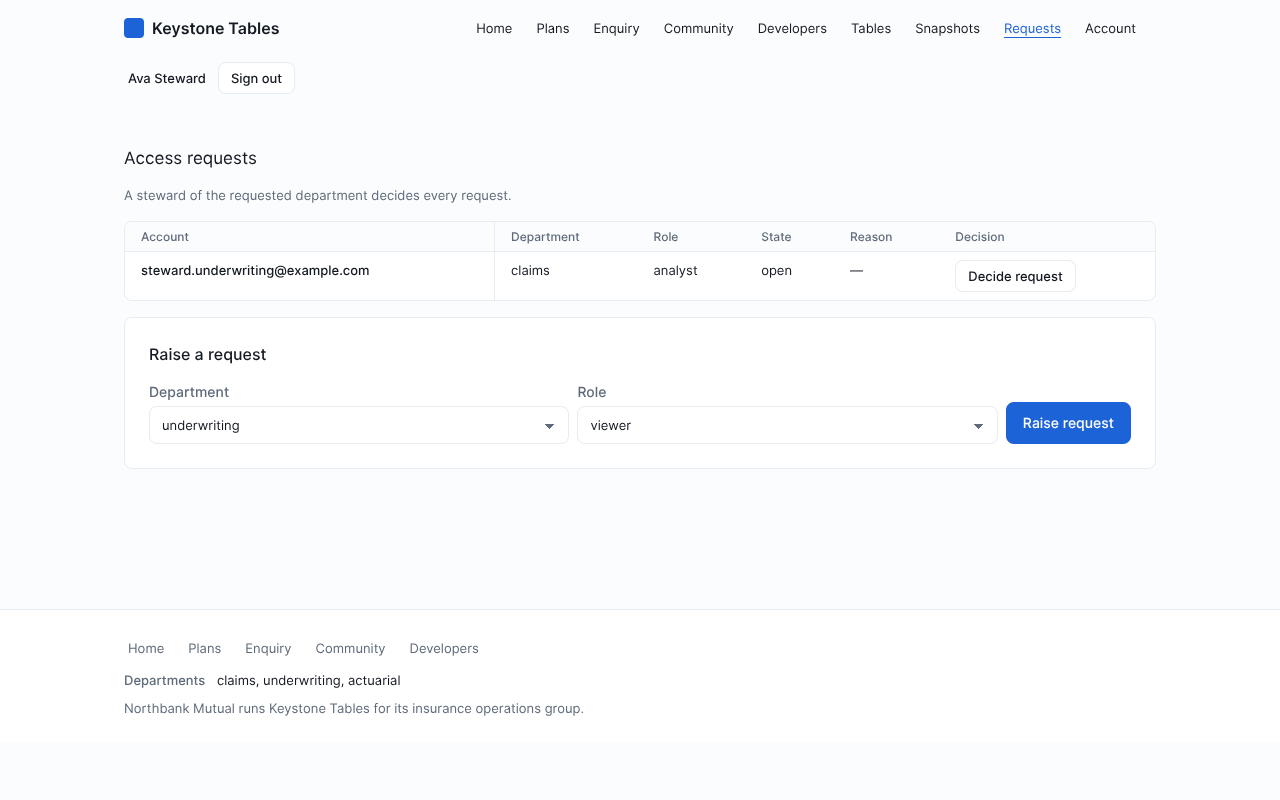 Keystone Tables
Home Plans Enquiry Community Developers Tables Snapshots Requests Account
Ava Steward Sign out
Access requests
A steward of the requested department decides every request.
Account Department Role State Reason Decision
steward.underwriting@example.com claims analyst open — Decide request
Raise a request
Department Role
underwriting viewer Raise request
Home Plans Enquiry Community Developers
Departments claims, underwriting, actuarial
Northbank Mutual runs Keystone Tables for its insurance operations group.